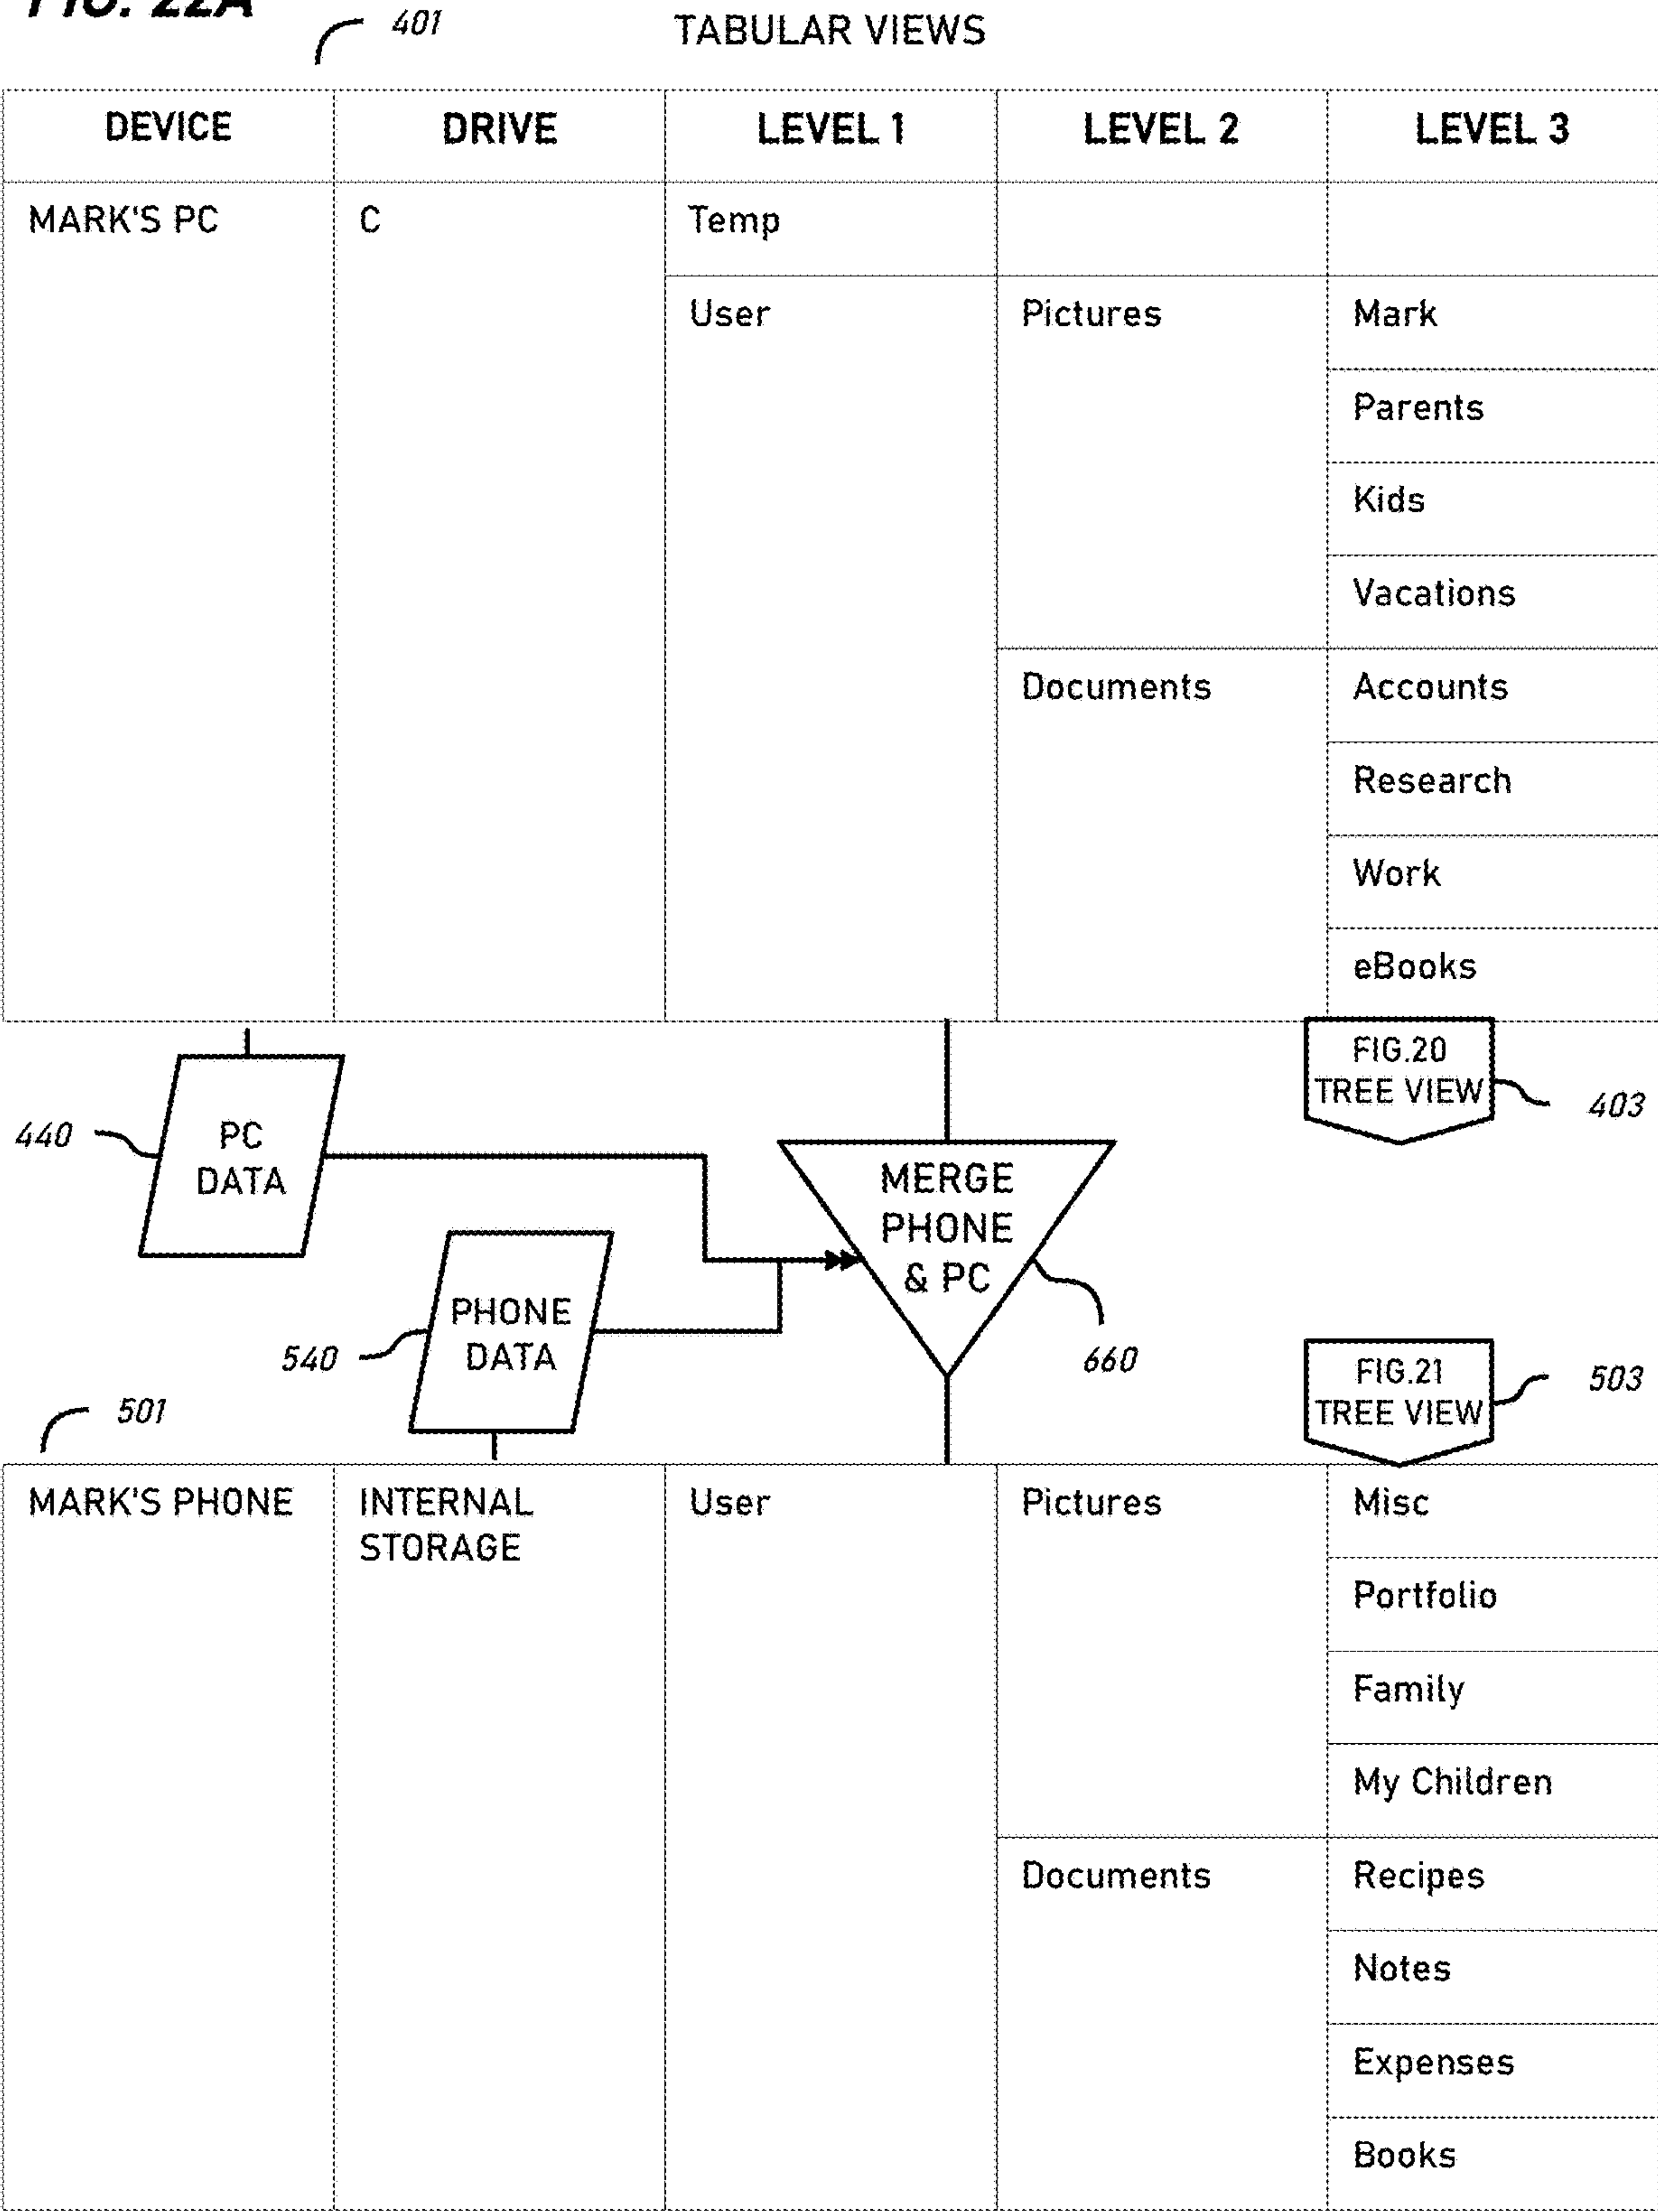 FIG. 22A
401
TABULAR VIEWS
DEVICE DRIVE LEVEL 1 LEVEL 2 LEVEL 3
MARK'S PC C Temp
User Pictures Mark
Parents
Kids
Vacations
Documents Accounts
Research
Work
eBooks
FIG.20
TREE VIEW
403
440
PC
DATA
MERGE
PHONE
& PC
660
PHONE
DATA
540
FIG.21
TREE VIEW
503
501
MARK'S PHONE INTERNAL User Pictures Misc
STORAGE
Portfolio
Family
My Children
Documents Recipes
Notes
Expenses
Books